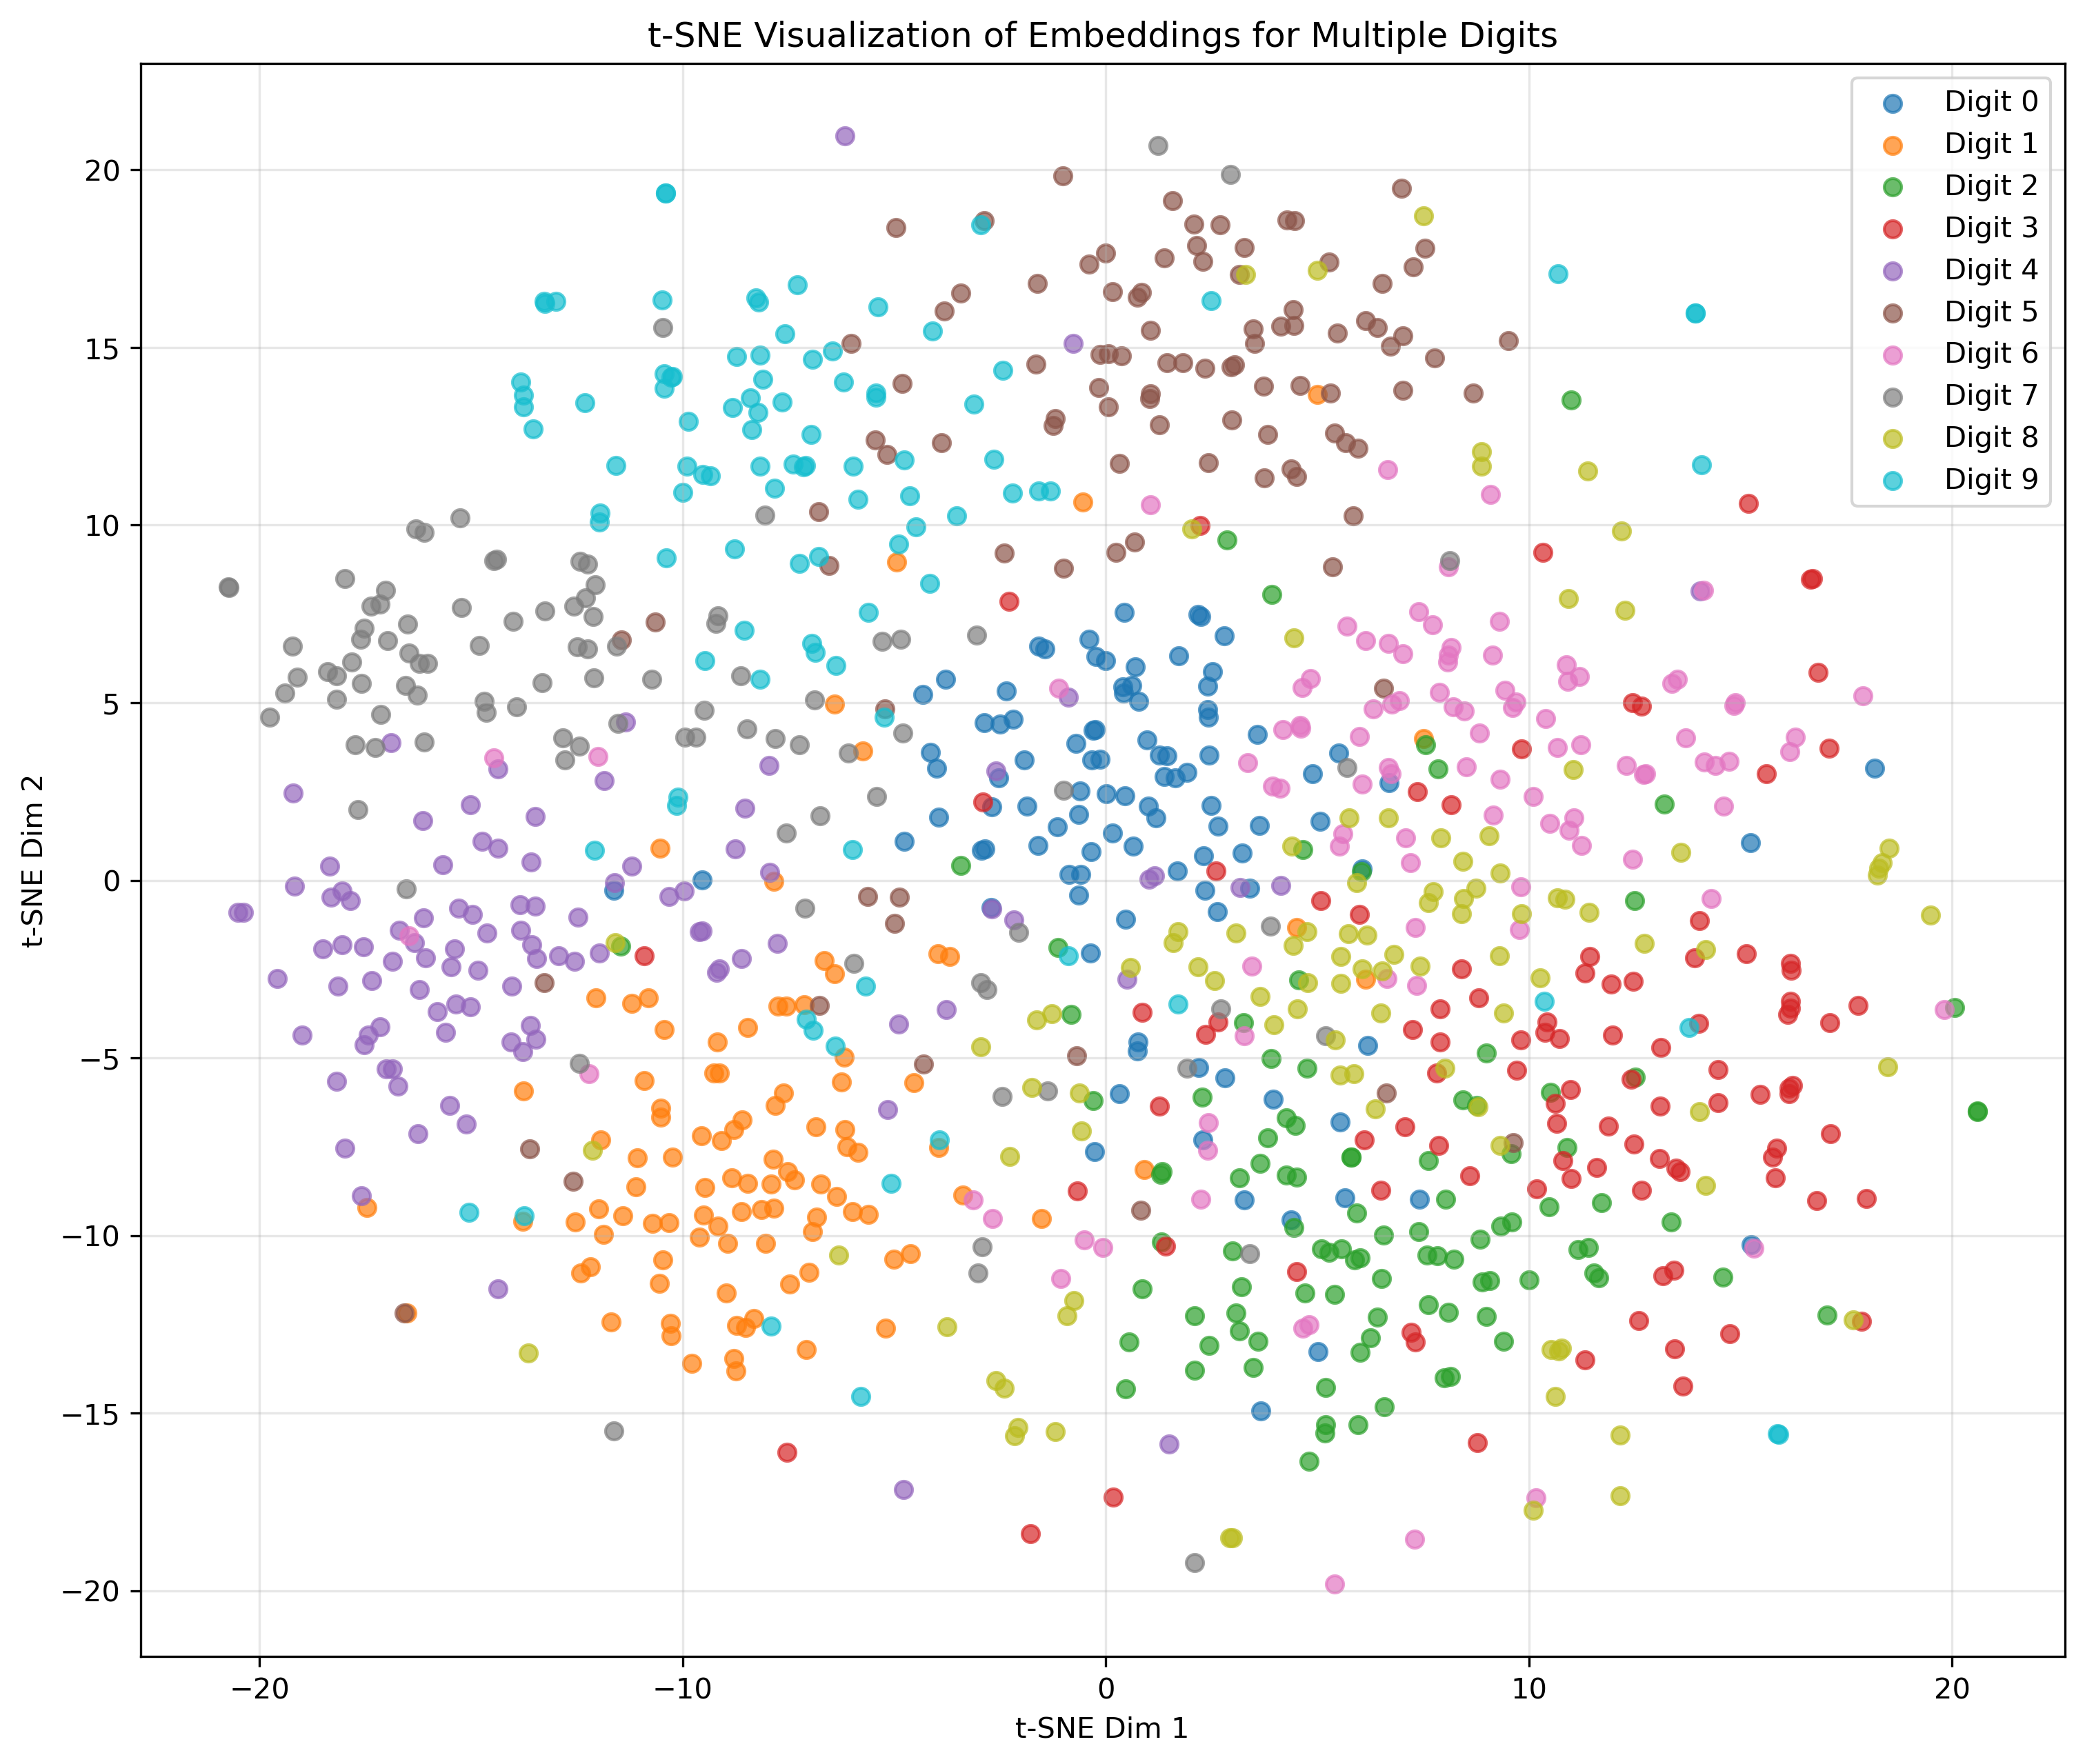 t-SNE Visualization of Embeddings for Multiple Digits
Digit 0
Digit 1
Digit 2
Digit 3
Digit 4
Digit 5
Digit 6
Digit 7
Digit 8
Digit 9
20
15
10
5
0
−5
−10
−15
−20
t-SNE Dim 2
−20
−10
0
10
20
t-SNE Dim 1